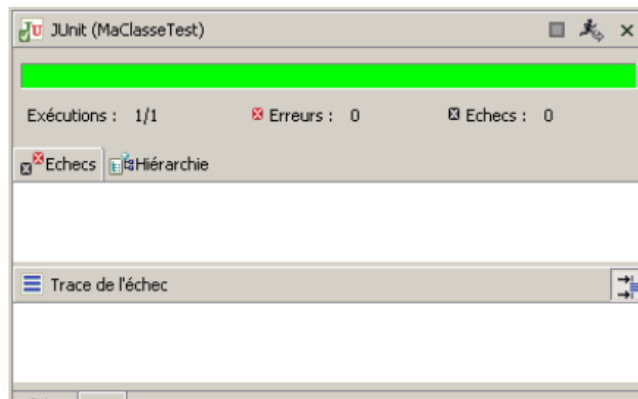 JUnit (MaClasseTest)
Exécutions : 1/1 Erreurs : 0 Echecs : 0
Echecs Hiérarchie
Trace de l'échec